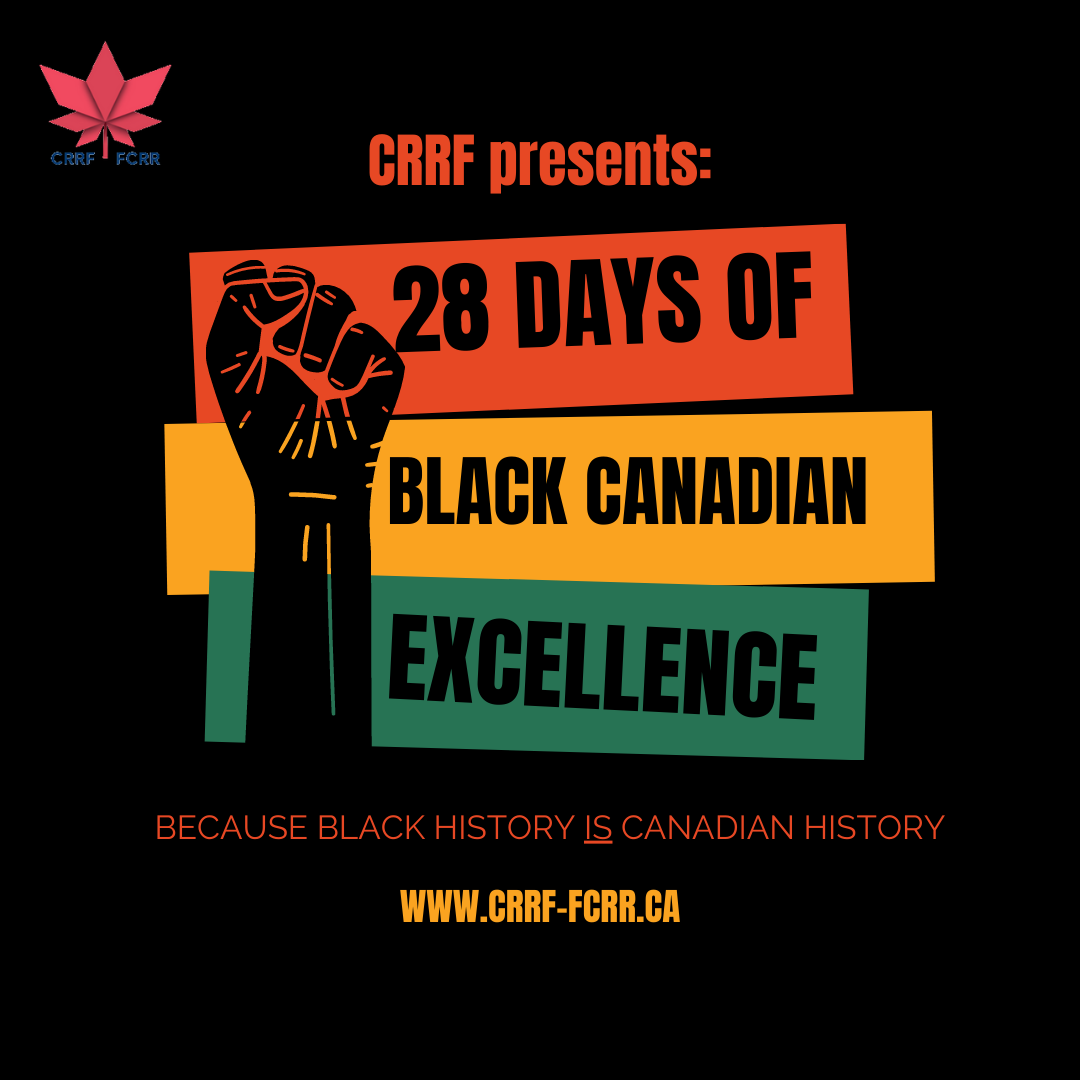 CRRF FCRR
CRRF presents:
28 DAYS OF
BLACK CANADIAN
EXCELLENCE
BECAUSE BLACK HISTORY IS CANADIAN HISTORY
WWW.CRRF-FCRR.CA